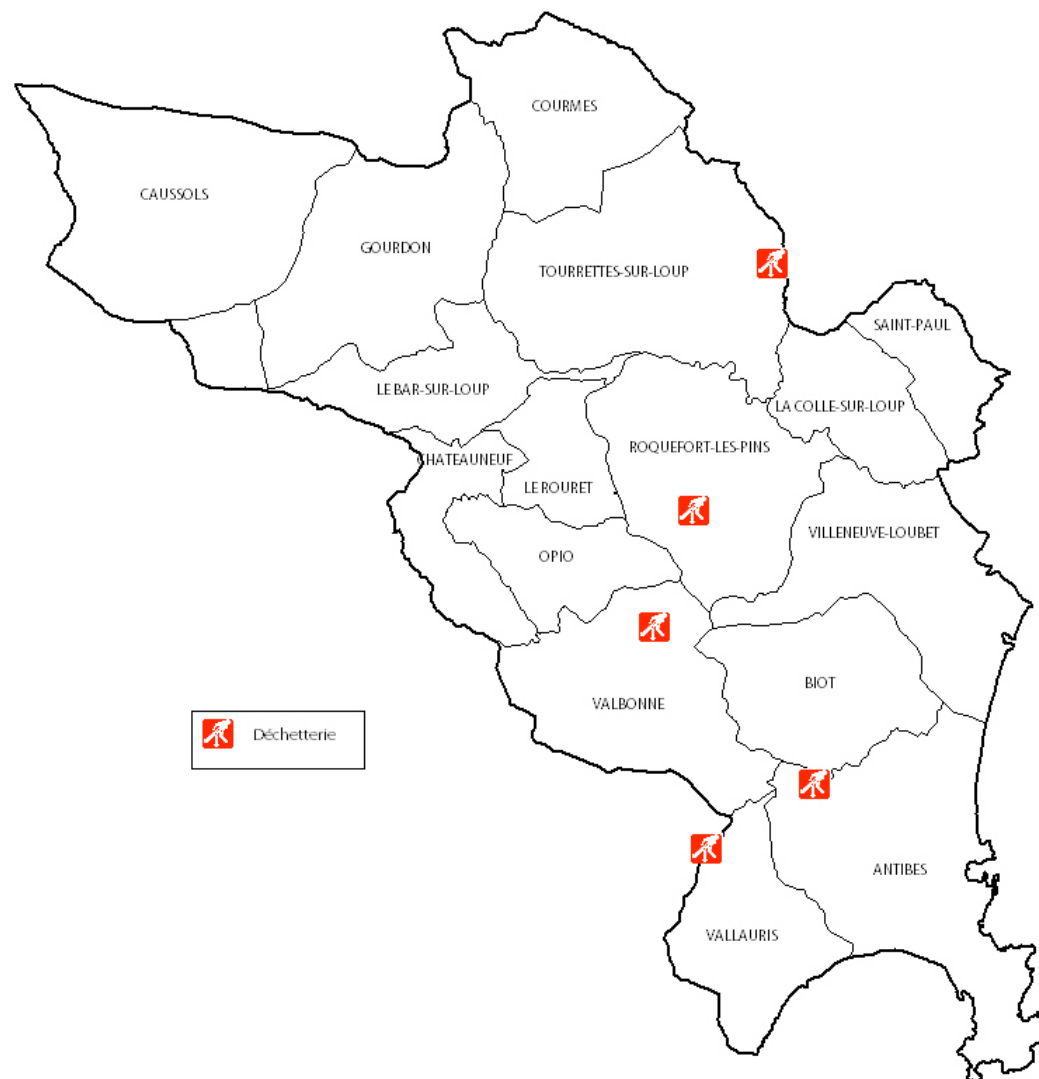 COURMES
CAUSSOLS
GOURDON
TOURRETTES-SUR-LOUP
SAINT-PAUL
LE BAR-SUR-LOUP
LA COLLE-SUR-LOUP
CHATEAUNEUF
ROQUEFORT-LES-PINS
LE ROURET
VILLENEUVE-LOUBET
OPIO
BIOT
VALBONNE
Déchetterie
ANTIBES
VALLAURIS